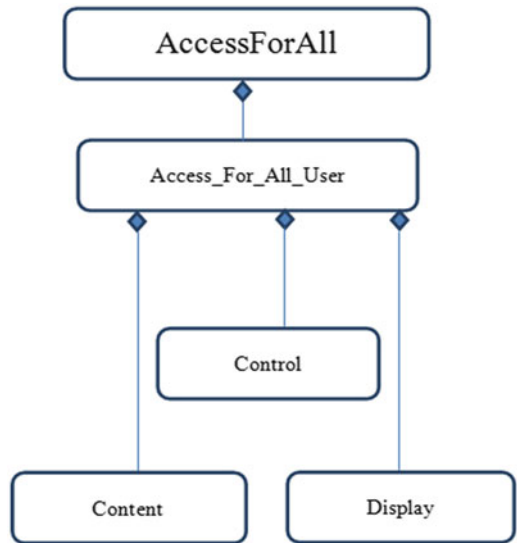 AccessForAll
Access_For_All_User
Control
Content
Display